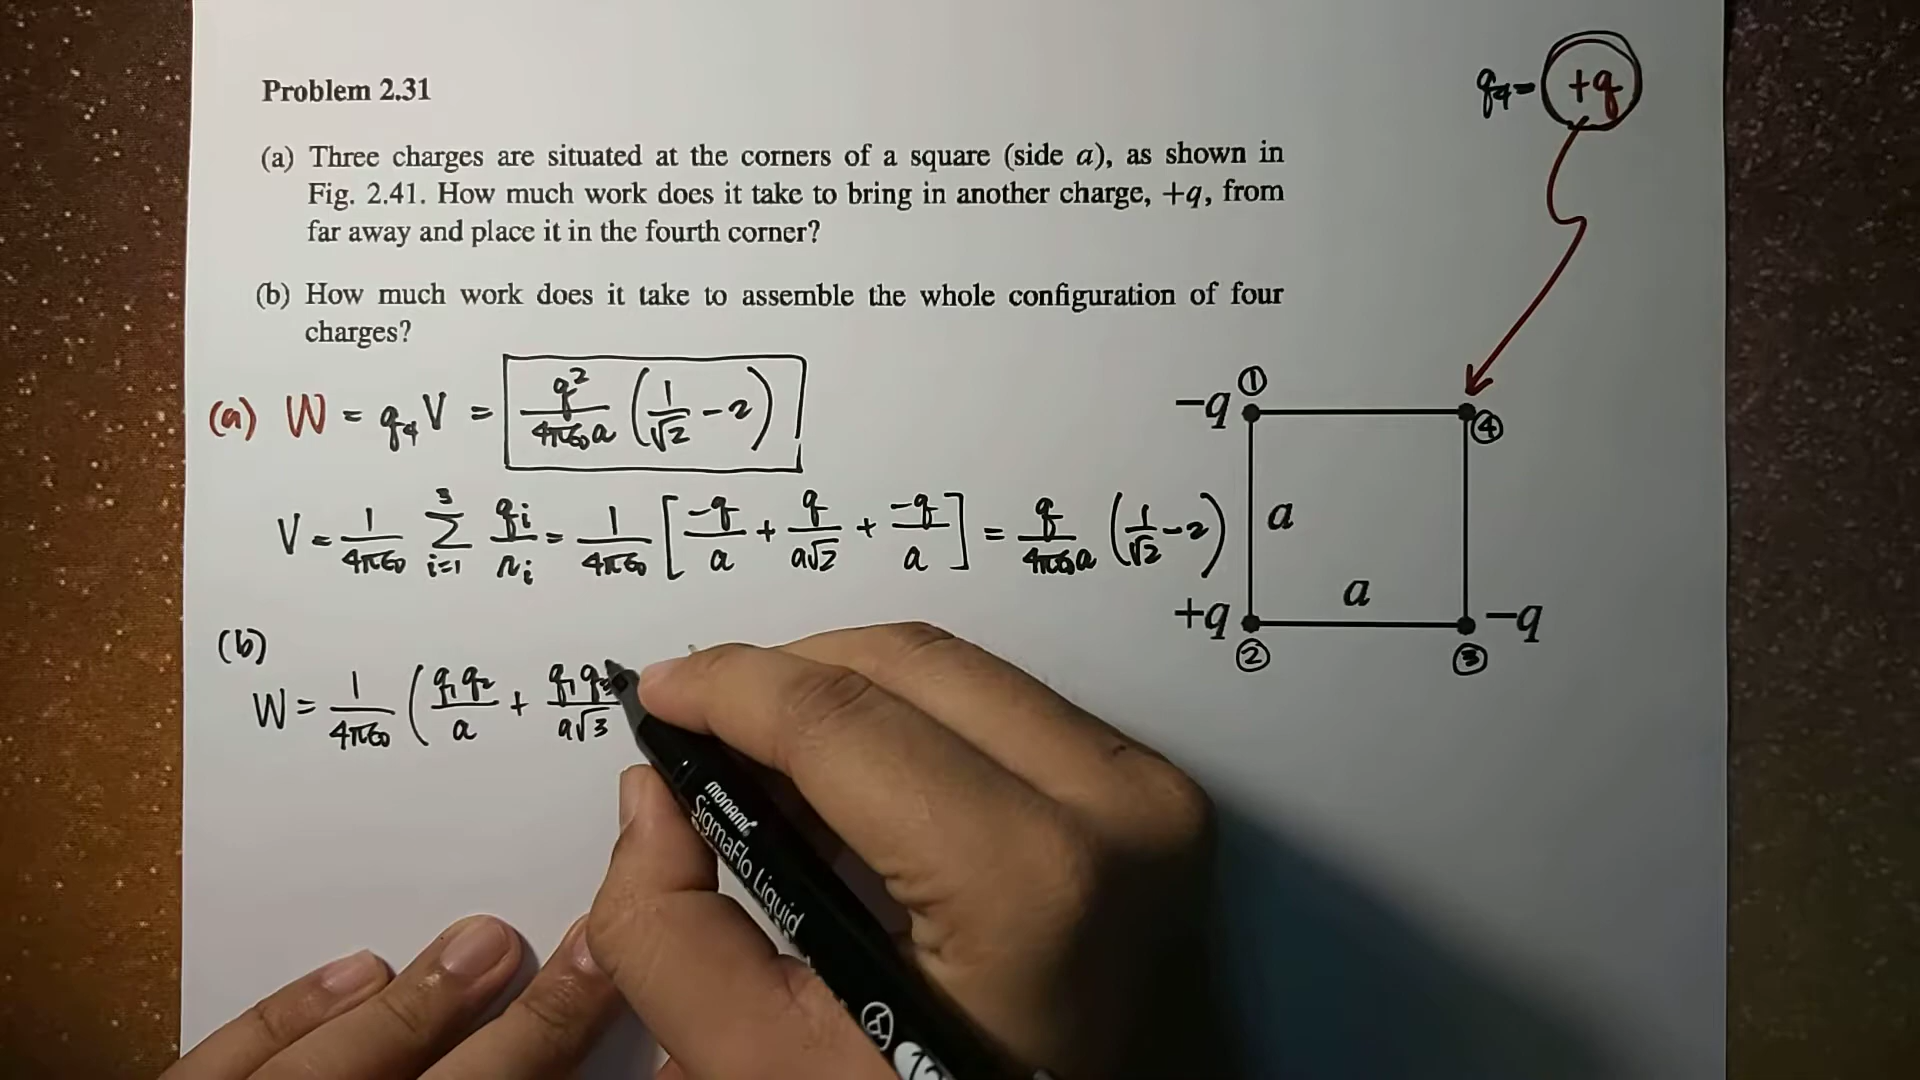 Problem 2.31
(a) Three charges are situated at the corners of a square (side a), as shown in
Fig. 2.41. How much work does it take to bring in another charge, +q, from
far away and place it in the fourth corner?
(b) How much work does it take to assemble the whole configuration of four
charges?
q₄ = +q
(a) W = q₄V = q²/(4πϵ₀a) (1/√2 − 2)
V = 1/(4πϵ₀) Σ_{i=1}^{3} qᵢ/rᵢ = 1/(4πϵ₀) [−q/a + q/(a√2) + −q/a] = q/(4πϵ₀a) (1/√2 − 2)
−q ①
④
a
a
+q ②
−q ③
(b)
W = 1/(4πϵ₀) (q₁q₂/a + q₁q₃/(a√3)
monami
SigmaFlo Liquid